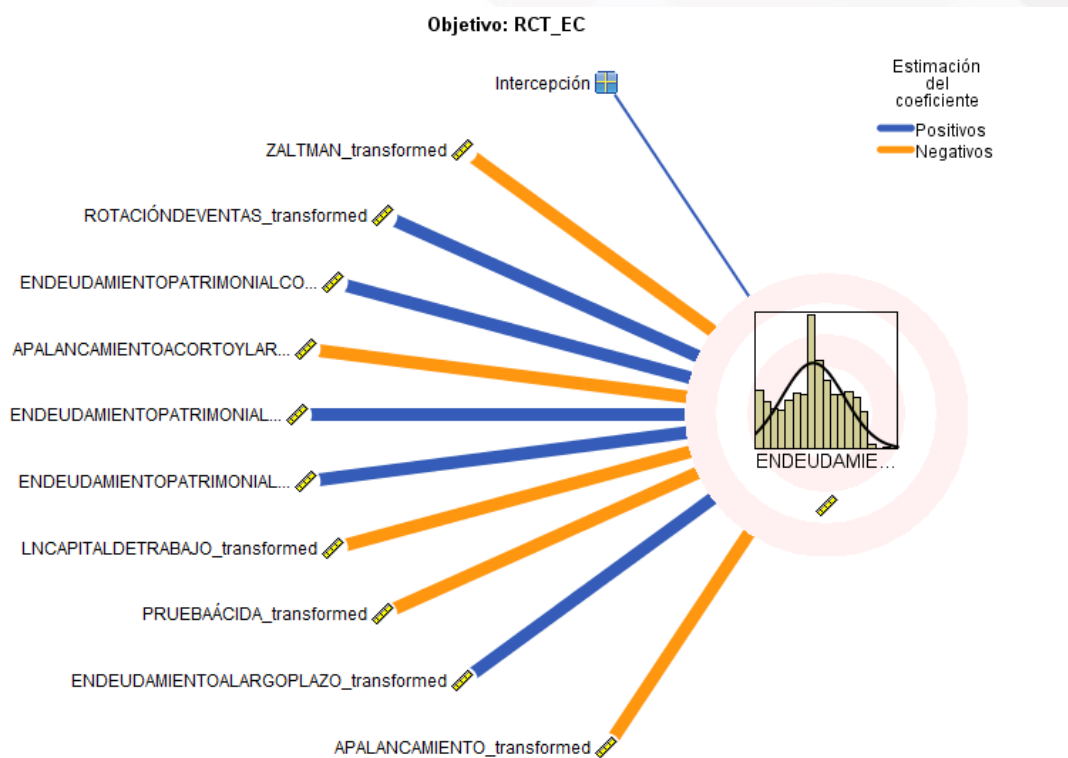 Objetivo: RCT_EC
Intercepción
Estimación
del
coeficiente
Positivos
Negativos
ZALTMAN_transformed
ROTACIÓNDEVENTAS_transformed
ENDEUDAMIENTOPATRIMONIALCO...
APALANCAMIENTOACORTOYLAR...
ENDEUDAMIENTOPATRIMONIAL...
ENDEUDAMIENTOPATRIMONIAL...
LNCAPITALDETRABAJO_transformed
PRUEBAÁCIDA_transformed
ENDEUDAMIENTOALARGOPLAZO_transformed
APALANCAMIENTO_transformed
ENDEUDAMIE...